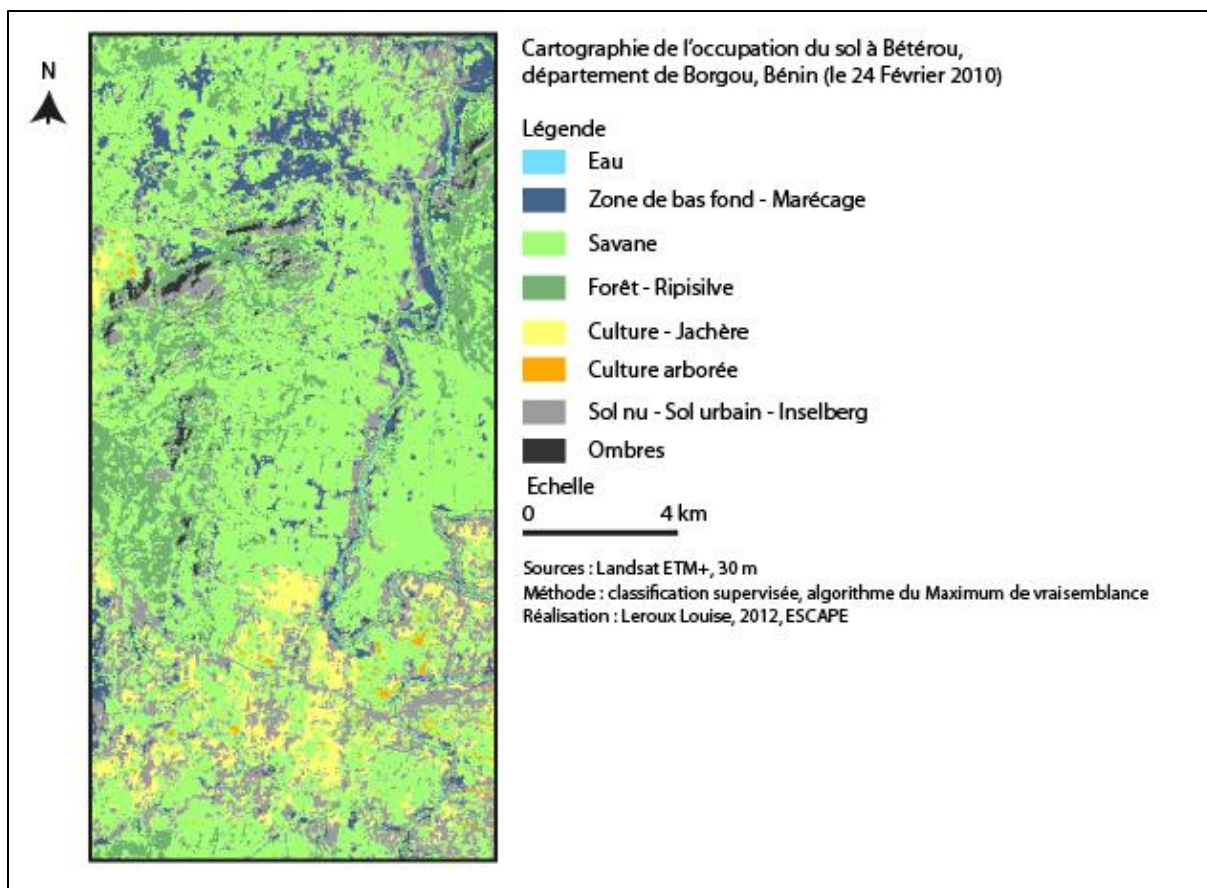 N
Cartographie de l'occupation du sol à Bétérou,
département de Borgou, Bénin (le 24 Février 2010)
Légende
Eau
Zone de bas fond - Marécage
Savane
Forêt - Ripisilve
Culture - Jachère
Culture arborée
Sol nu - Sol urbain - Inselberg
Ombres
Echelle
0 4 km
Sources : Landsat ETM+, 30 m
Méthode : classification supervisée, algorithme du Maximum de vraisemblance
Réalisation : Leroux Louise, 2012, ESCAPE